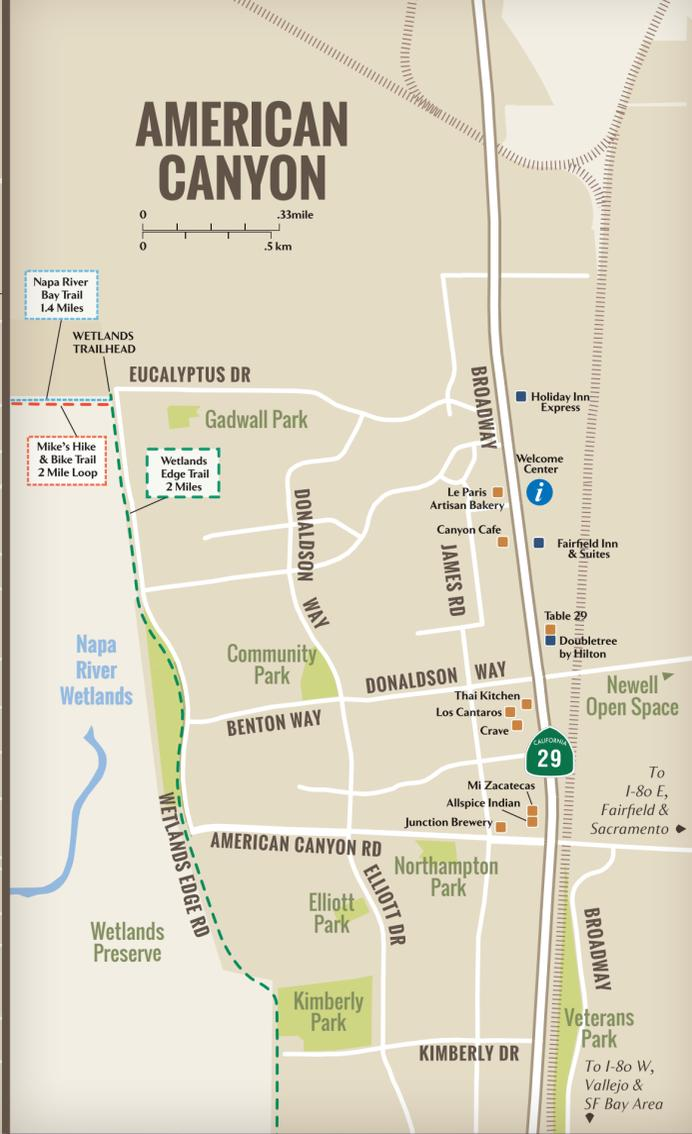 AMERICAN
CANYON
0
.33mile
0
.5 km
Napa River
Bay Trail
1.4 Miles
WETLANDS
TRAILHEAD
EUCALYPTUS DR
Gadwall Park
Mike's Hike
& Bike Trail
2 Mile Loop
Wetlands
Edge Trail
2 Miles
BROADWAY
Holiday Inn
Express
Welcome
Center
i
Le Paris
Artisan Bakery
Canyon Cafe
Fairfield Inn
& Suites
DONALDSON WAY
JAMES RD
Table 29
Doubletree
by Hilton
Napa
River
Wetlands
Community
Park
DONALDSON WAY
Newell
Open Space
Thai Kitchen
Los Cantaros
Crave
BENTON WAY
CALIFORNIA
29
To
I-80 E,
Fairfield &
Sacramento
Mi Zacatecas
Allspice Indian
Junction Brewery
WETLANDS EDGE RD
AMERICAN CANYON RD
Northampton
Park
ELLIOTT DR
Elliott
Park
Wetlands
Preserve
BROADWAY
Kimberly
Park
Veterans
Park
KIMBERLY DR
To I-80 W,
Vallejo &
SF Bay Area